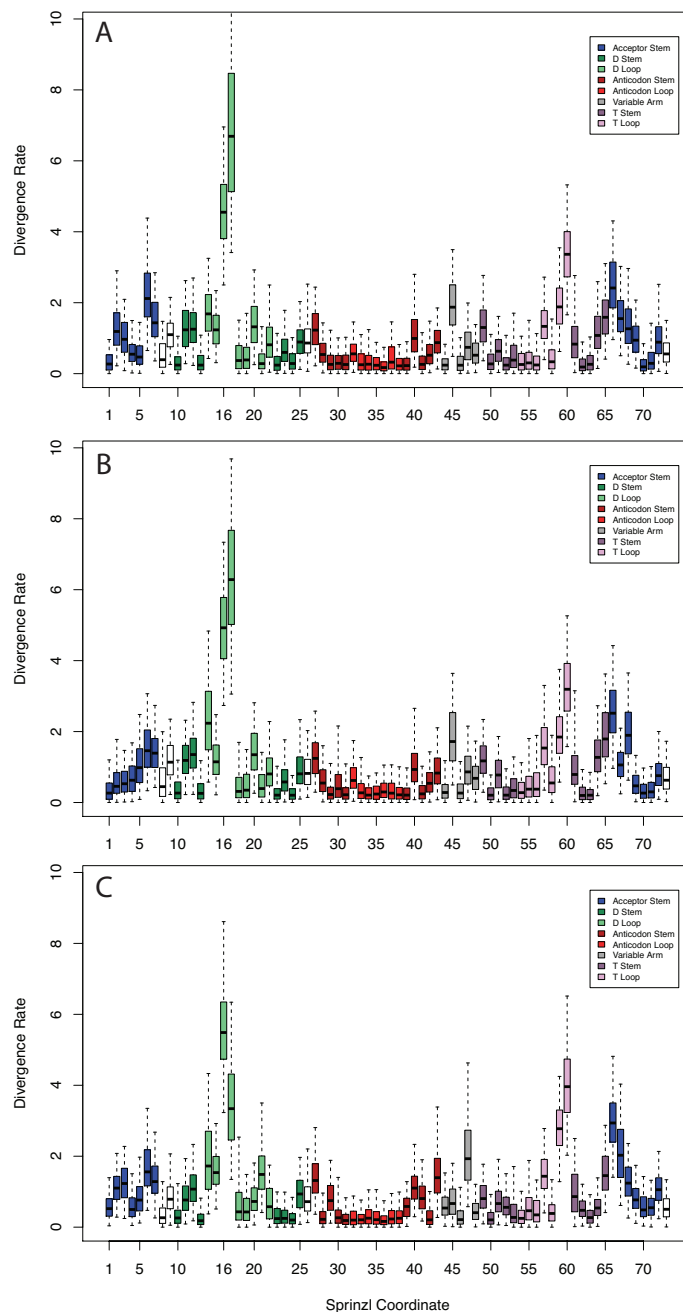 A
Divergence Rate
10
8
6
4
2
0
Acceptor Stem
D Stem
D Loop
Anticodon Stem
Anticodon Loop
Variable Arm
T Stem
T Loop
1 5 10 16 20 25 30 35 40 45 50 55 60 65 70
B
Divergence Rate
10
8
6
4
2
0
Acceptor Stem
D Stem
D Loop
Anticodon Stem
Anticodon Loop
Variable Arm
T Stem
T Loop
1 5 10 16 20 25 30 35 40 45 50 55 60 65 70
C
Divergence Rate
10
8
6
4
2
0
Acceptor Stem
D Stem
D Loop
Anticodon Stem
Anticodon Loop
Variable Arm
T Stem
T Loop
1 5 10 16 20 25 30 35 40 45 50 55 60 65 70
Sprinzl Coordinate